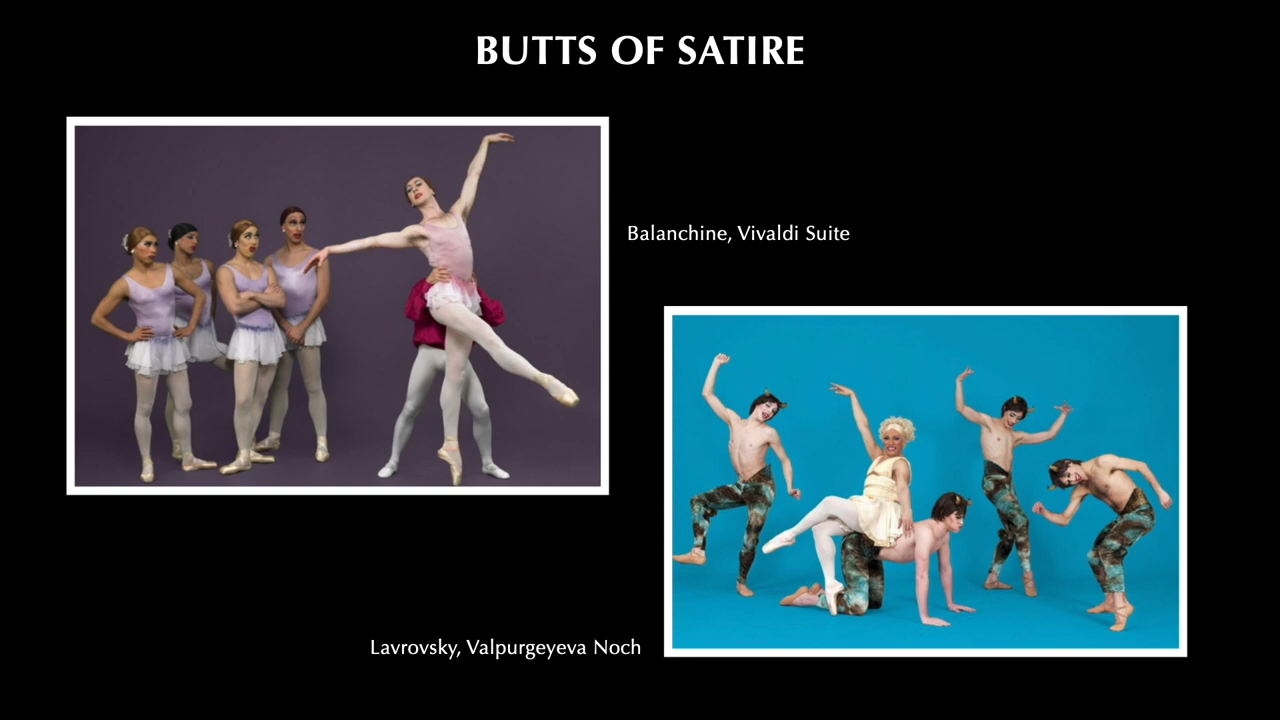 BUTTS OF SATIRE
Balanchine, Vivaldi Suite
Lavrovsky, Valpurgeyeva Noch